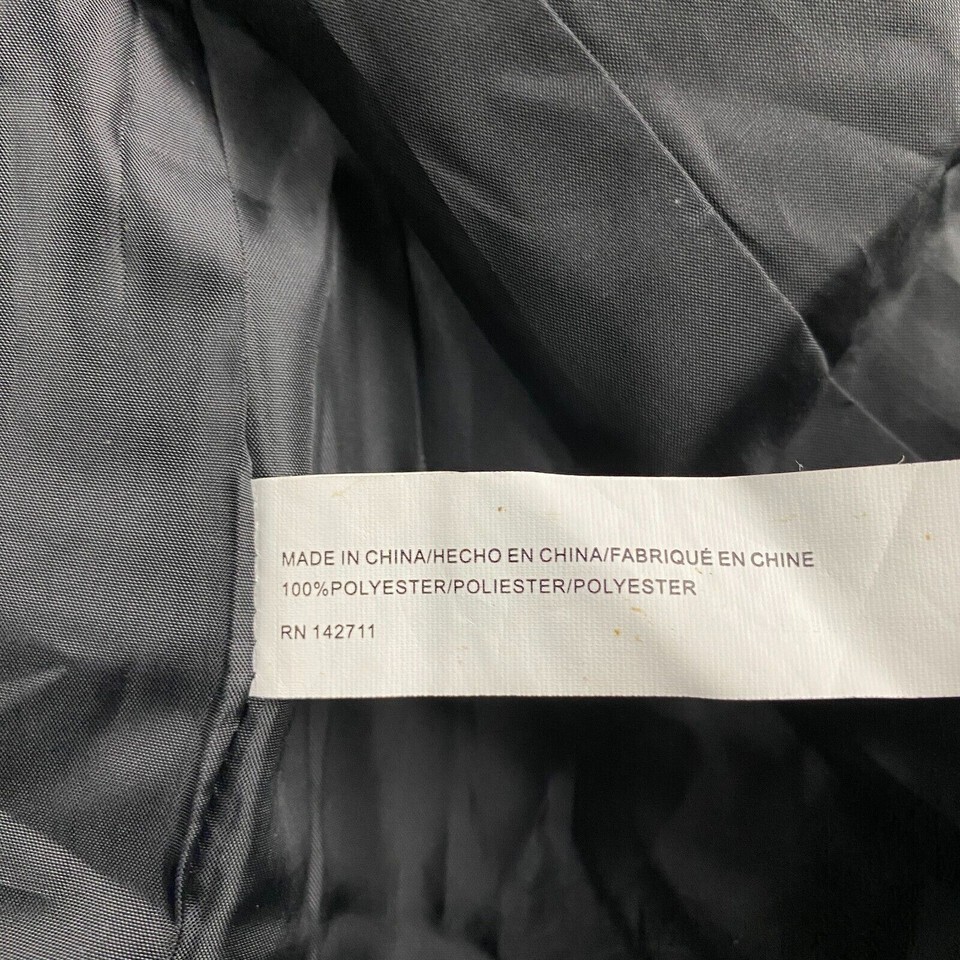 MADE IN CHINA/HECHO EN CHINA/FABRIQUÉ EN CHINE
100%POLYESTER/POLIESTER/POLYESTER
RN 142711